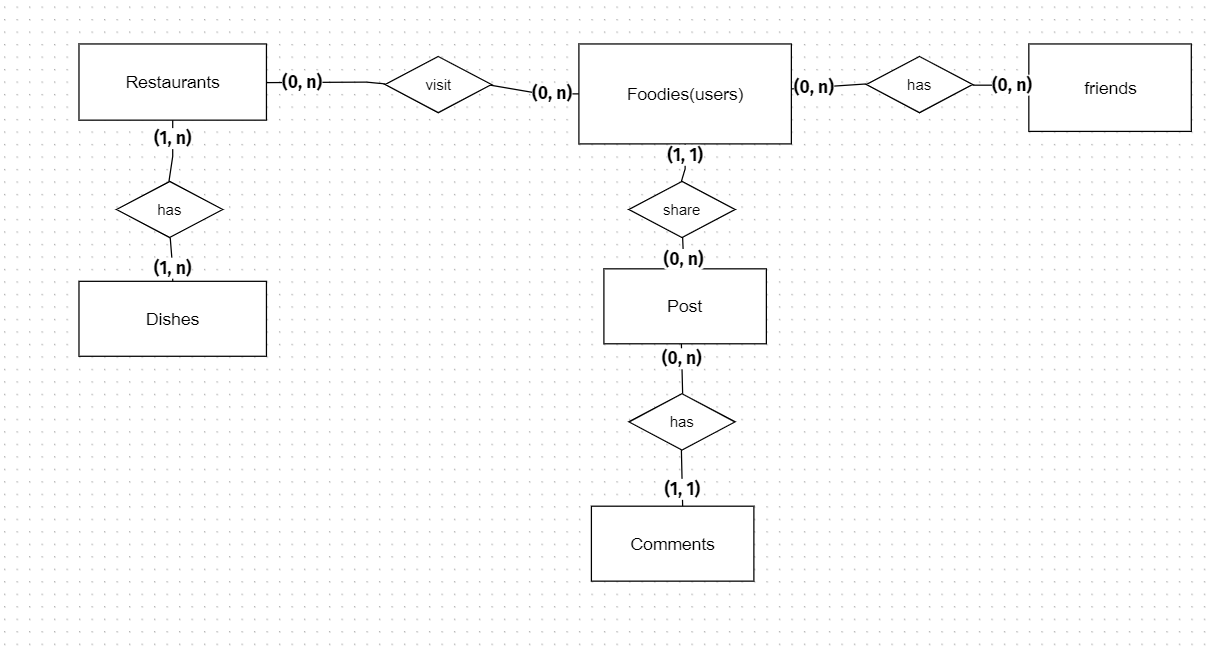 Restaurants
(0, n)
visit
(0, n)
Foodies(users)
(0, n)
has
(0, n)
friends
(1, n)
has
(1, n)
Dishes
(1, 1)
share
(0, n)
Post
(0, n)
has
(1, 1)
Comments